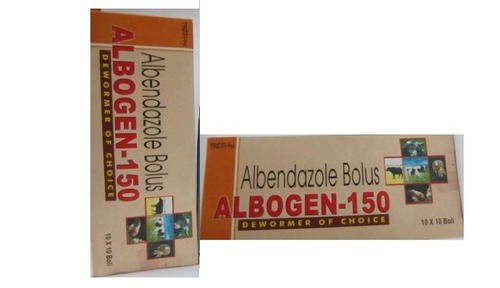 Albendazole Bolus
ALBOGEN-150
DEWORMER OF CHOICE
10 X 10 Boli
Albendazole Bolus
ALBOGEN-150
DEWORMER OF CHOICE
10 X 10 Boli